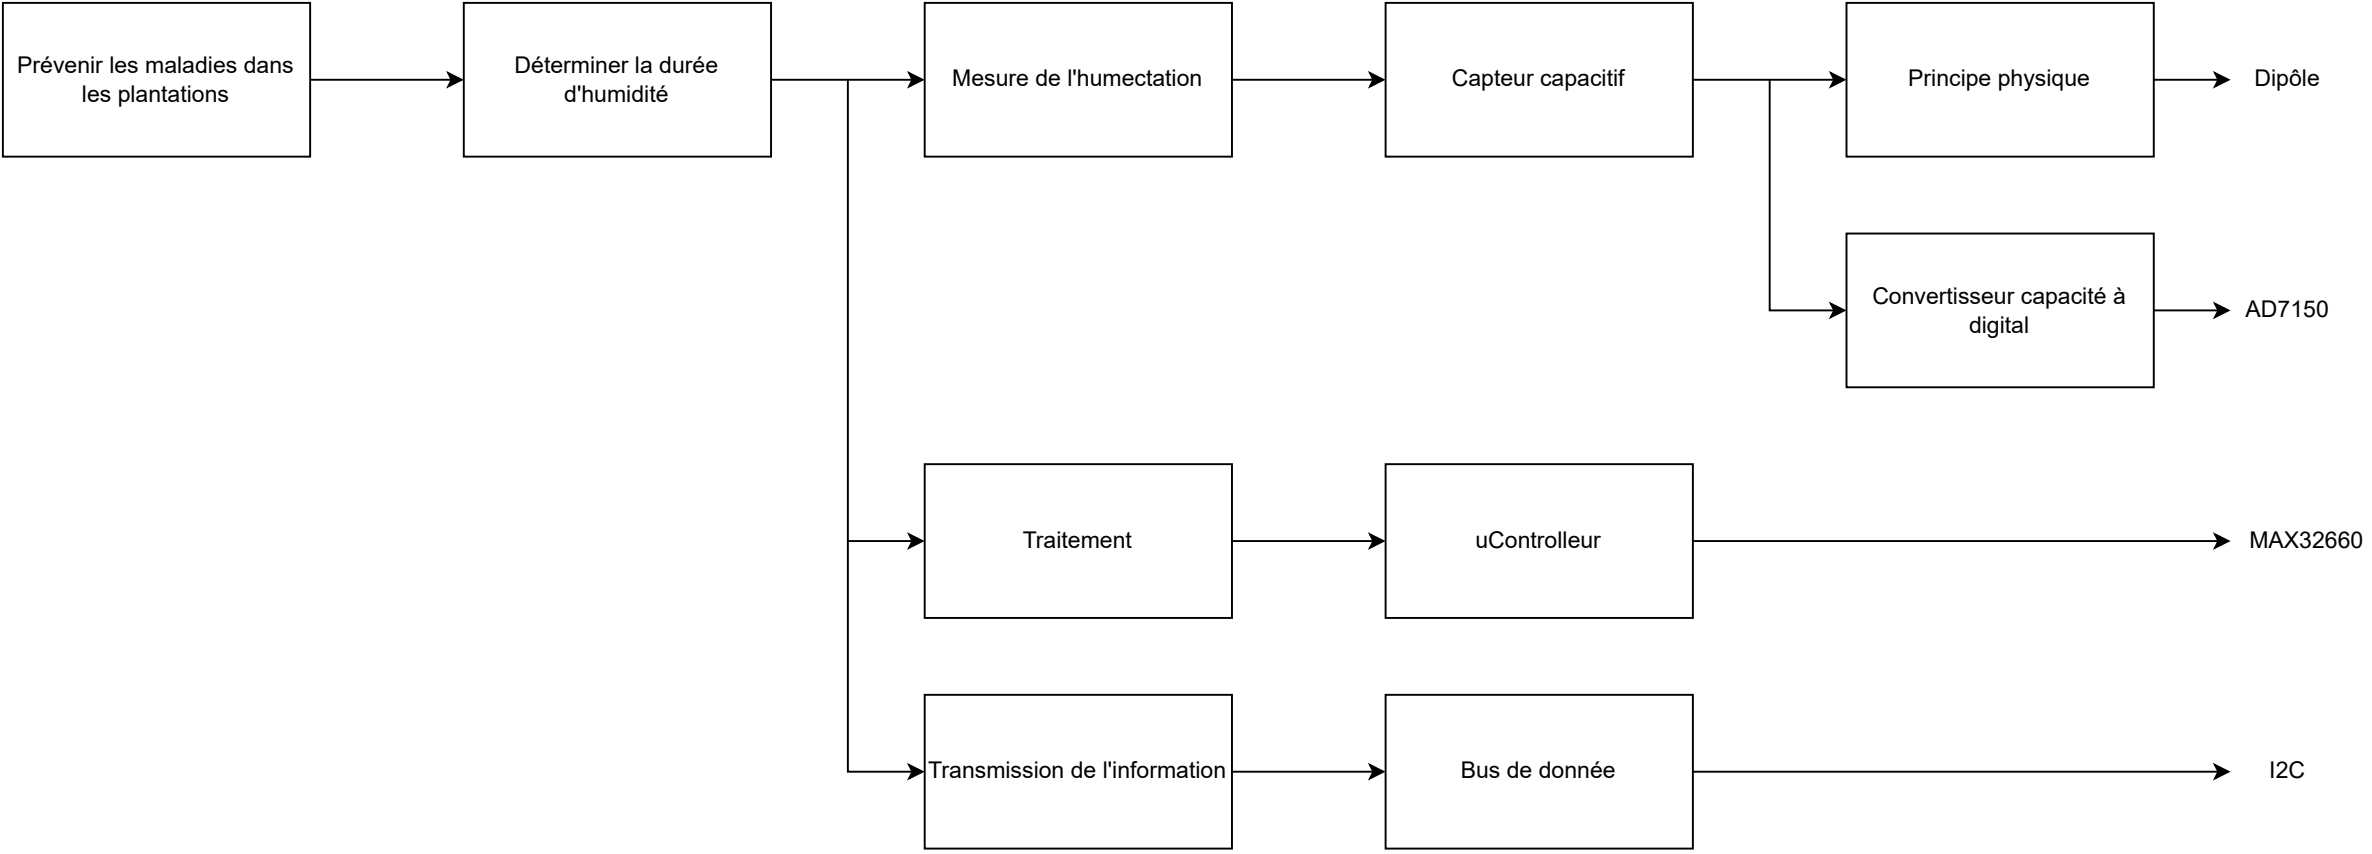 Prévenir les maladies dans
les plantations
Déterminer la durée
d'humidité
Mesure de l'humectation
Capteur capacitif
Principe physique
Dipôle
Convertisseur capacité à
digital
AD7150
Traitement
uControlleur
MAX32660
Transmission de l'information
Bus de donnée
I2C